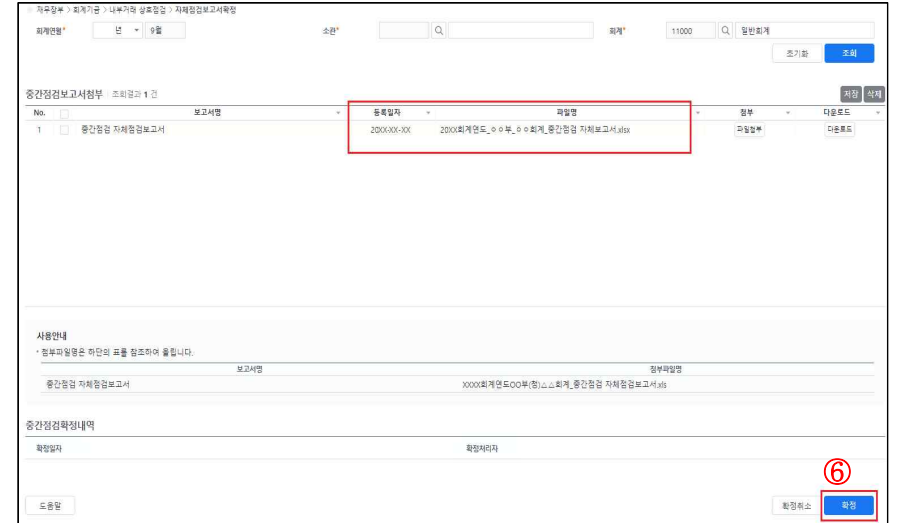 재무장부 > 회계기금 > 내부거래 상호점검 > 자체점검보고서확정
회계연월* 년 9월 소관* 회계* 11000 일반회계
초기화 조회
중간점검보고서첨부 조회결과 1 건 저장 삭제
No. 보고서명 등록일자 파일명 첨부 다운로드
1 중간점검 자체점검보고서 20XX-XX-XX 20XX회계연도_ㅇㅇ부_ㅇㅇ회계_중간점검 자체보고서.xlsx 파일첨부 다운로드
사용안내
* 첨부파일명은 하단의 표를 참조하여 올립니다.
보고서명 첨부파일명
중간점검 자체점검보고서 XXXX회계연도OO부(청)△△회계_중간점검 자체점검보고서.xls
중간점검확정내역
확정일자 확정처리자
⑥
도움말 확정취소 확정